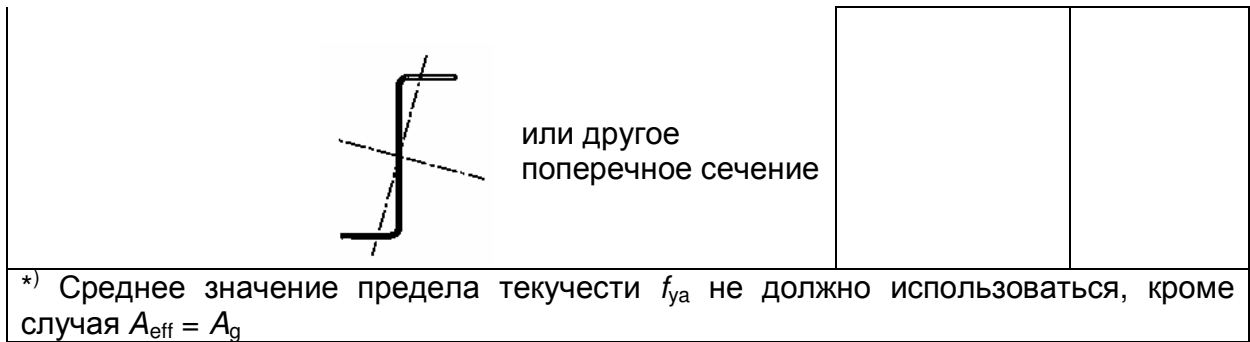 или другое
поперечное сечение
*) Среднее значение предела текучести fya не должно использоваться, кроме
случая Aeff = Ag